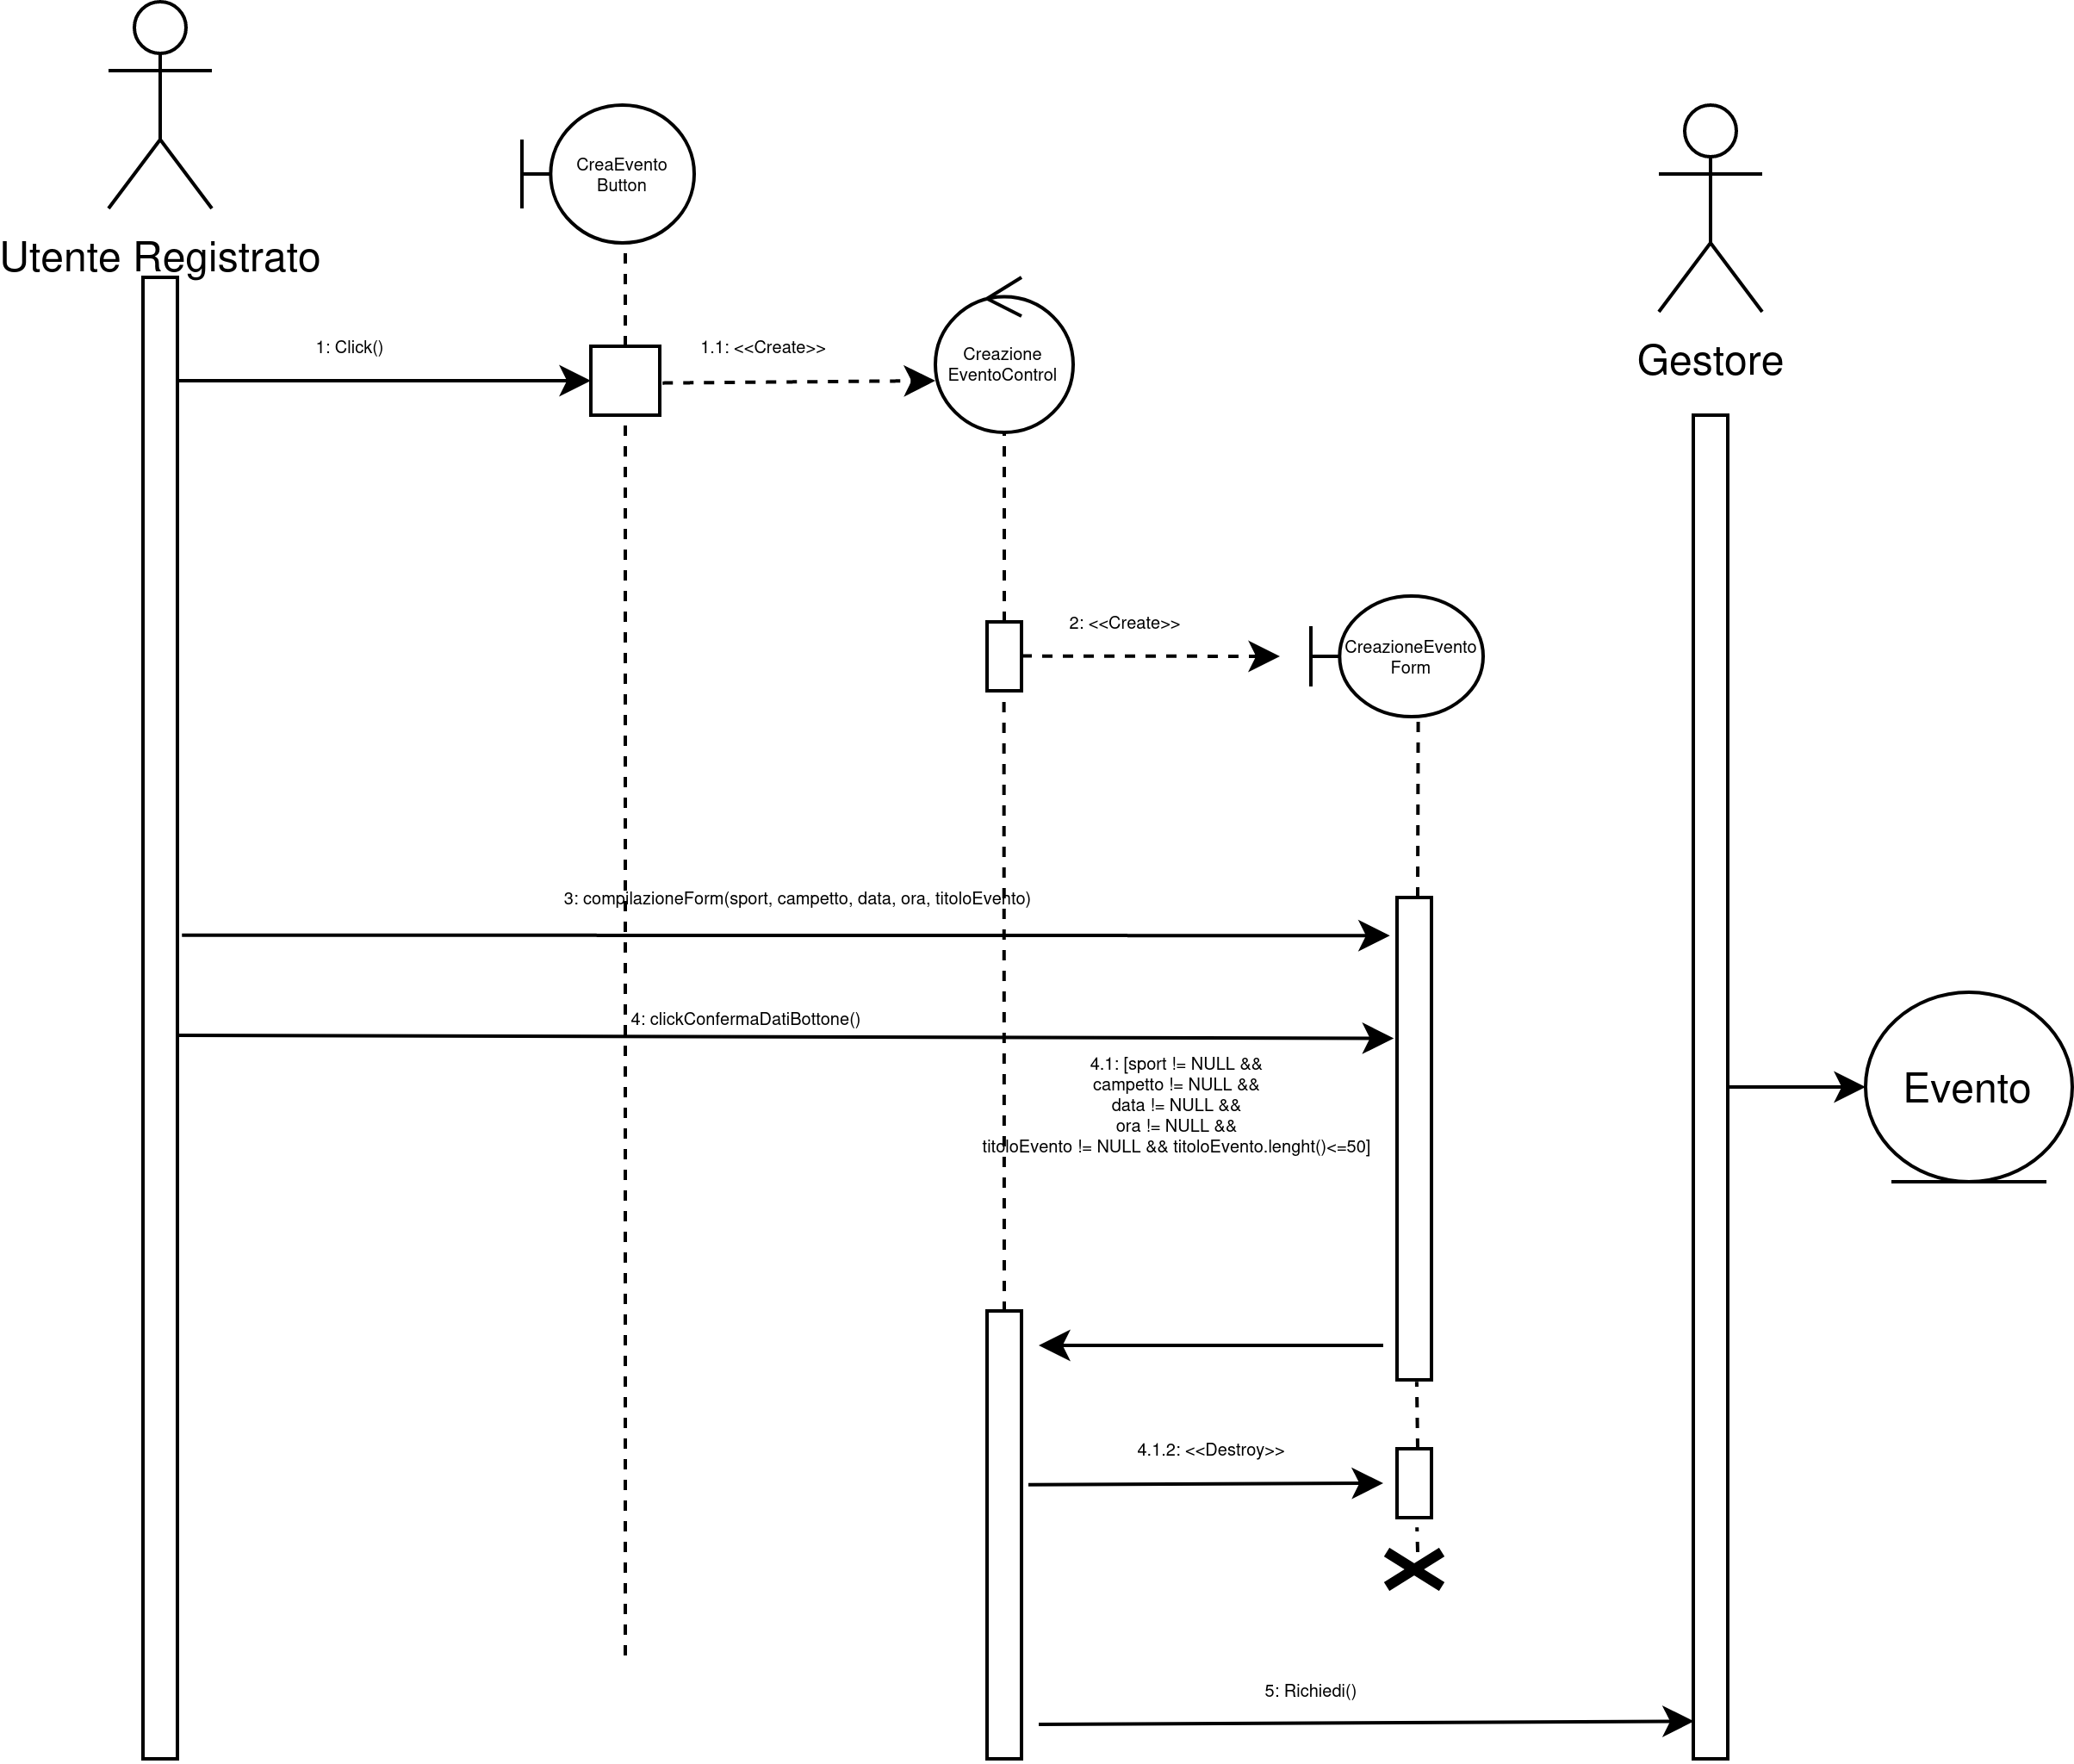 CreaEvento
Button
Utente Registrato
1: Click()
1.1: <<Create>>
Creazione
EventoControl
Gestore
2: <<Create>>
CreazioneEvento
Form
3: compilazioneForm(sport, campetto, data, ora, titoloEvento)
4: clickConfermaDatiBottone()
4.1: [sport != NULL &&
campetto != NULL &&
data != NULL &&
ora != NULL &&
titoloEvento != NULL && titoloEvento.lenght()<=50]
Evento
4.1.2: <<Destroy>>
5: Richiedi()